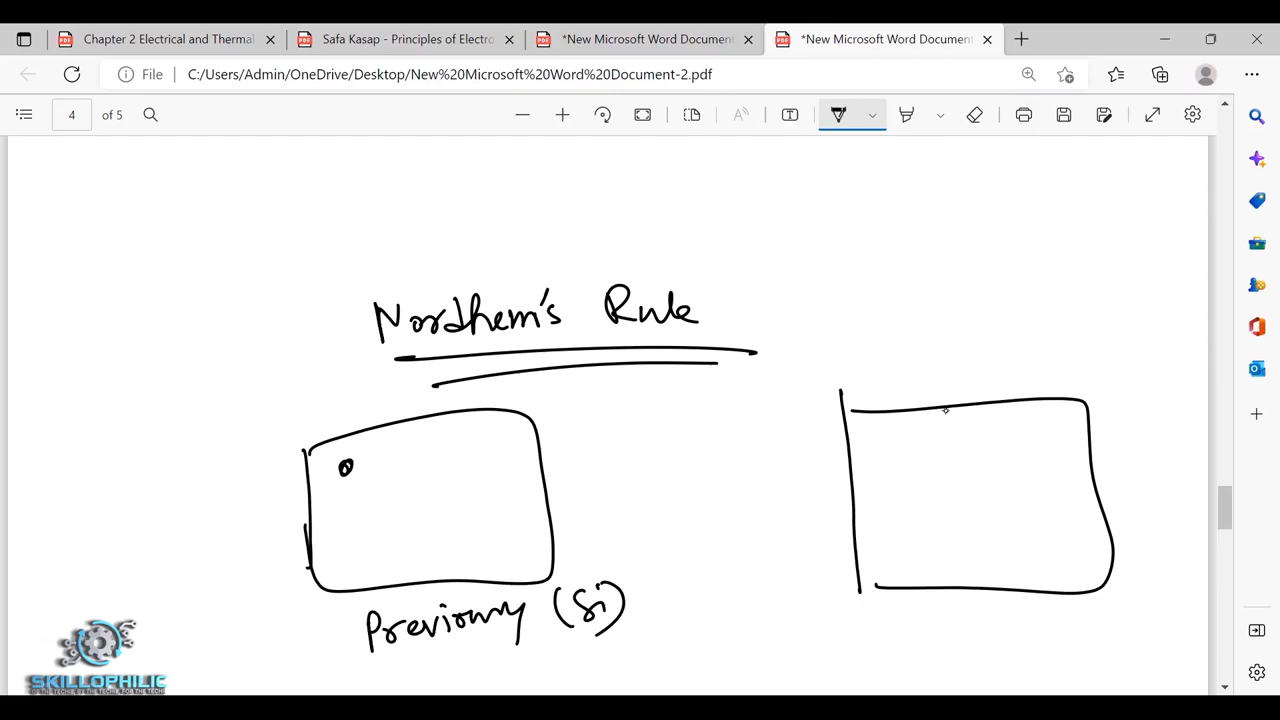 Chapter 2 Electrical and Thermal
Safa Kasap - Principles of Electro
*New Microsoft Word Document
*New Microsoft Word Document
File
C:/Users/Admin/OneDrive/Desktop/New%20Microsoft%20Word%20Document-2.pdf
4 of 5
Nordhem's Rule
Previously (Si)
SKILLOPHILIC